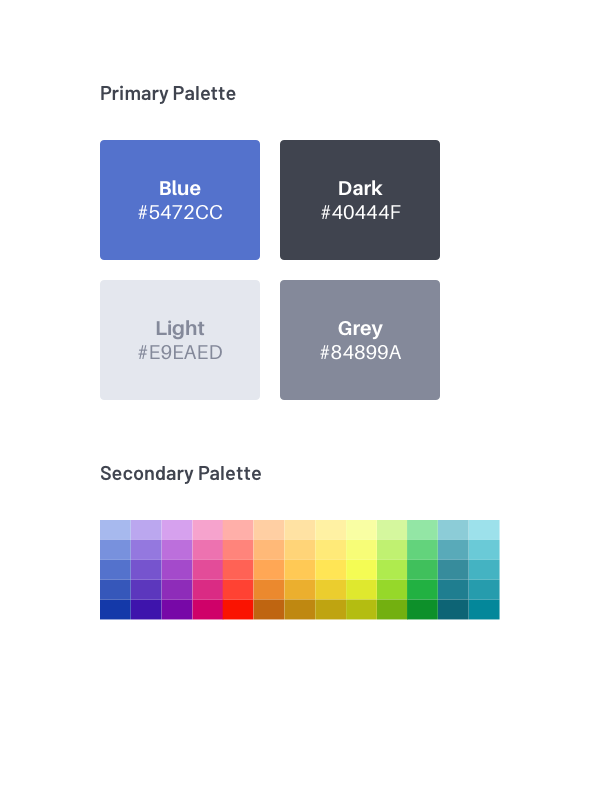 Primary Palette
Blue
#5472CC
Dark
#40444F
Light
#E9EAED
Grey
#84899A
Secondary Palette